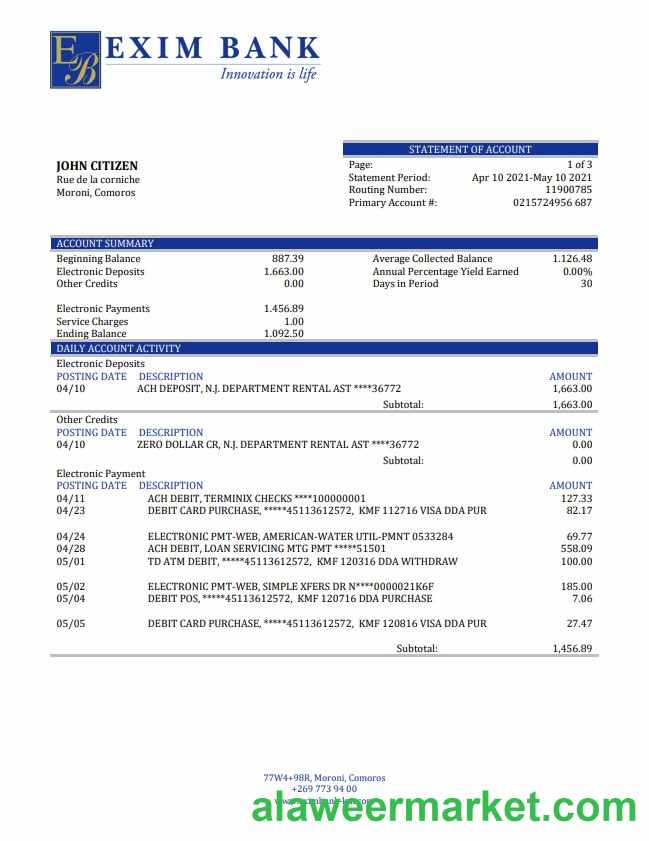 EB EXIM BANK
Innovation is life
STATEMENT OF ACCOUNT
JOHN CITIZEN
Rue de la corniche
Moroni, Comoros
Page: 1 of 3
Statement Period: Apr 10 2021-May 10 2021
Routing Number: 11900785
Primary Account #: 0215724956 687
ACCOUNT SUMMARY
Beginning Balance 887.39 Average Collected Balance 1.126.48
Electronic Deposits 1.663.00 Annual Percentage Yield Earned 0.00%
Other Credits 0.00 Days in Period 30
Electronic Payments 1.456.89
Service Charges 1.00
Ending Balance 1.092.50
DAILY ACCOUNT ACTIVITY
Electronic Deposits
POSTING DATE DESCRIPTION AMOUNT
04/10 ACH DEPOSIT, N.J. DEPARTMENT RENTAL AST ****36772 1,663.00
Subtotal: 1,663.00
Other Credits
POSTING DATE DESCRIPTION AMOUNT
04/10 ZERO DOLLAR CR, N.J. DEPARTMENT RENTAL AST ****36772 0.00
Subtotal: 0.00
Electronic Payment
POSTING DATE DESCRIPTION AMOUNT
04/11 ACH DEBIT, TERMINIX CHECKS ****100000001 127.33
04/23 DEBIT CARD PURCHASE, *****45113612572, KMF 112716 VISA DDA PUR 82.17
04/24 ELECTRONIC PMT-WEB, AMERICAN-WATER UTIL-PMNT 0533284 69.77
04/28 ACH DEBIT, LOAN SERVICING MTG PMT *****51501 558.09
05/01 TD ATM DEBIT, *****45113612572, KMF 120316 DDA WITHDRAW 100.00
05/02 ELECTRONIC PMT-WEB, SIMPLE XFERS DR N****0000021K6F 185.00
05/04 DEBIT POS, *****45113612572, KMF 120716 DDA PURCHASE 7.06
05/05 DEBIT CARD PURCHASE, *****45113612572, KMF 120816 VISA DDA PUR 27.47
Subtotal: 1,456.89
77W4+98R, Moroni, Comoros
+269 773 94 00
alaweermarket.com